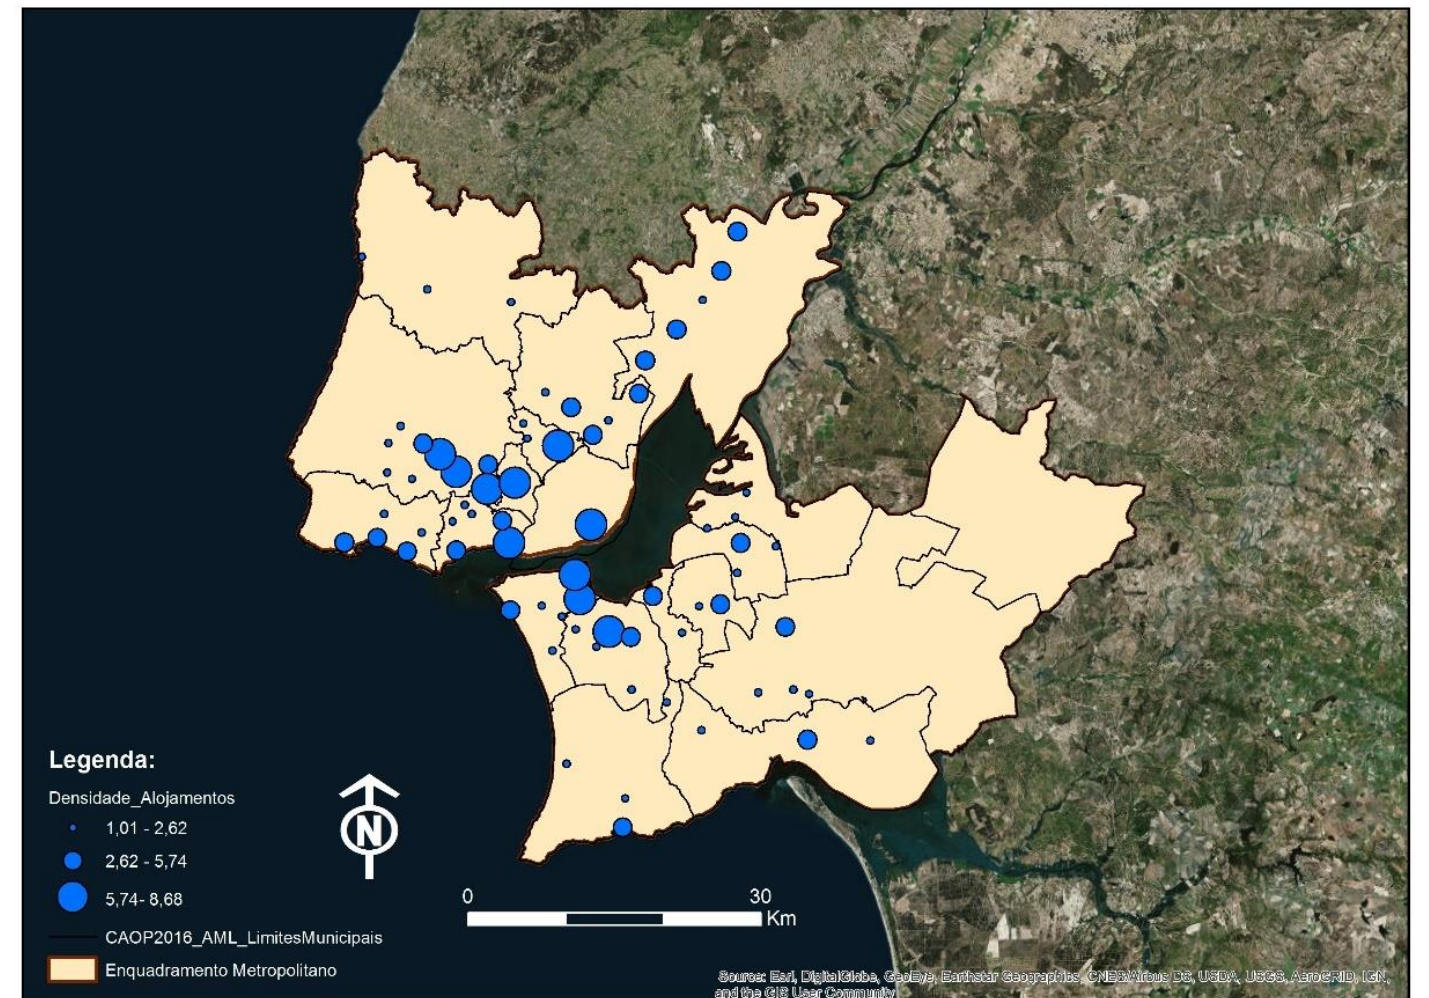 Legenda:
Densidade_Alojamentos
1,01 - 2,62
2,62 - 5,74
5,74- 8,68
CAOP2016_AML_LimitesMunicipais
Enquadramento Metropolitano
N
0 30
Km
Source: Esri, DigitalGlobe, GeoEye, Earthstar Geographics, CNES/Airbus DS, USDA, USGS, AeroGRID, IGN,
and the GIS User Community